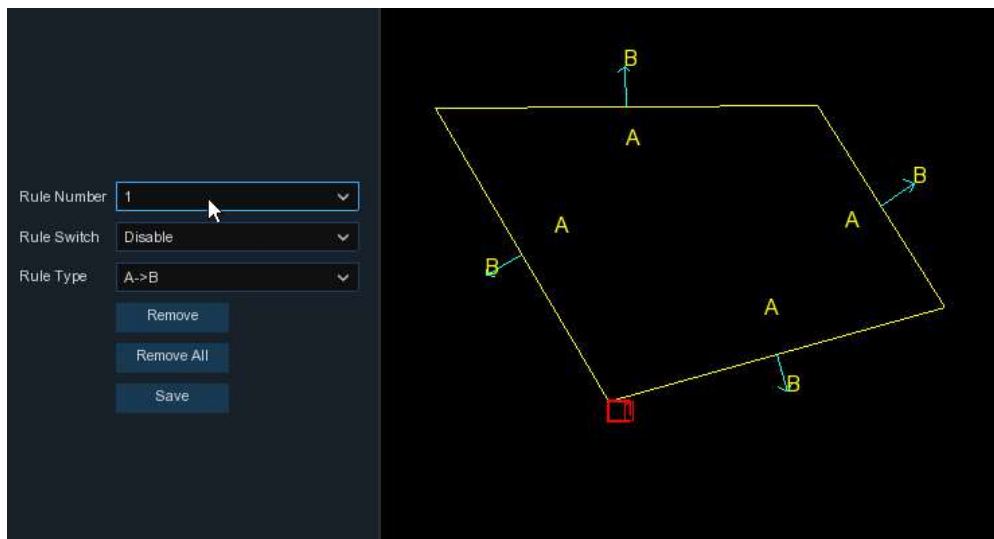 Rule Number 1
Rule Switch Disable
Rule Type A->B
Remove
Remove All
Save
B
A
B
A
A
B
A
B